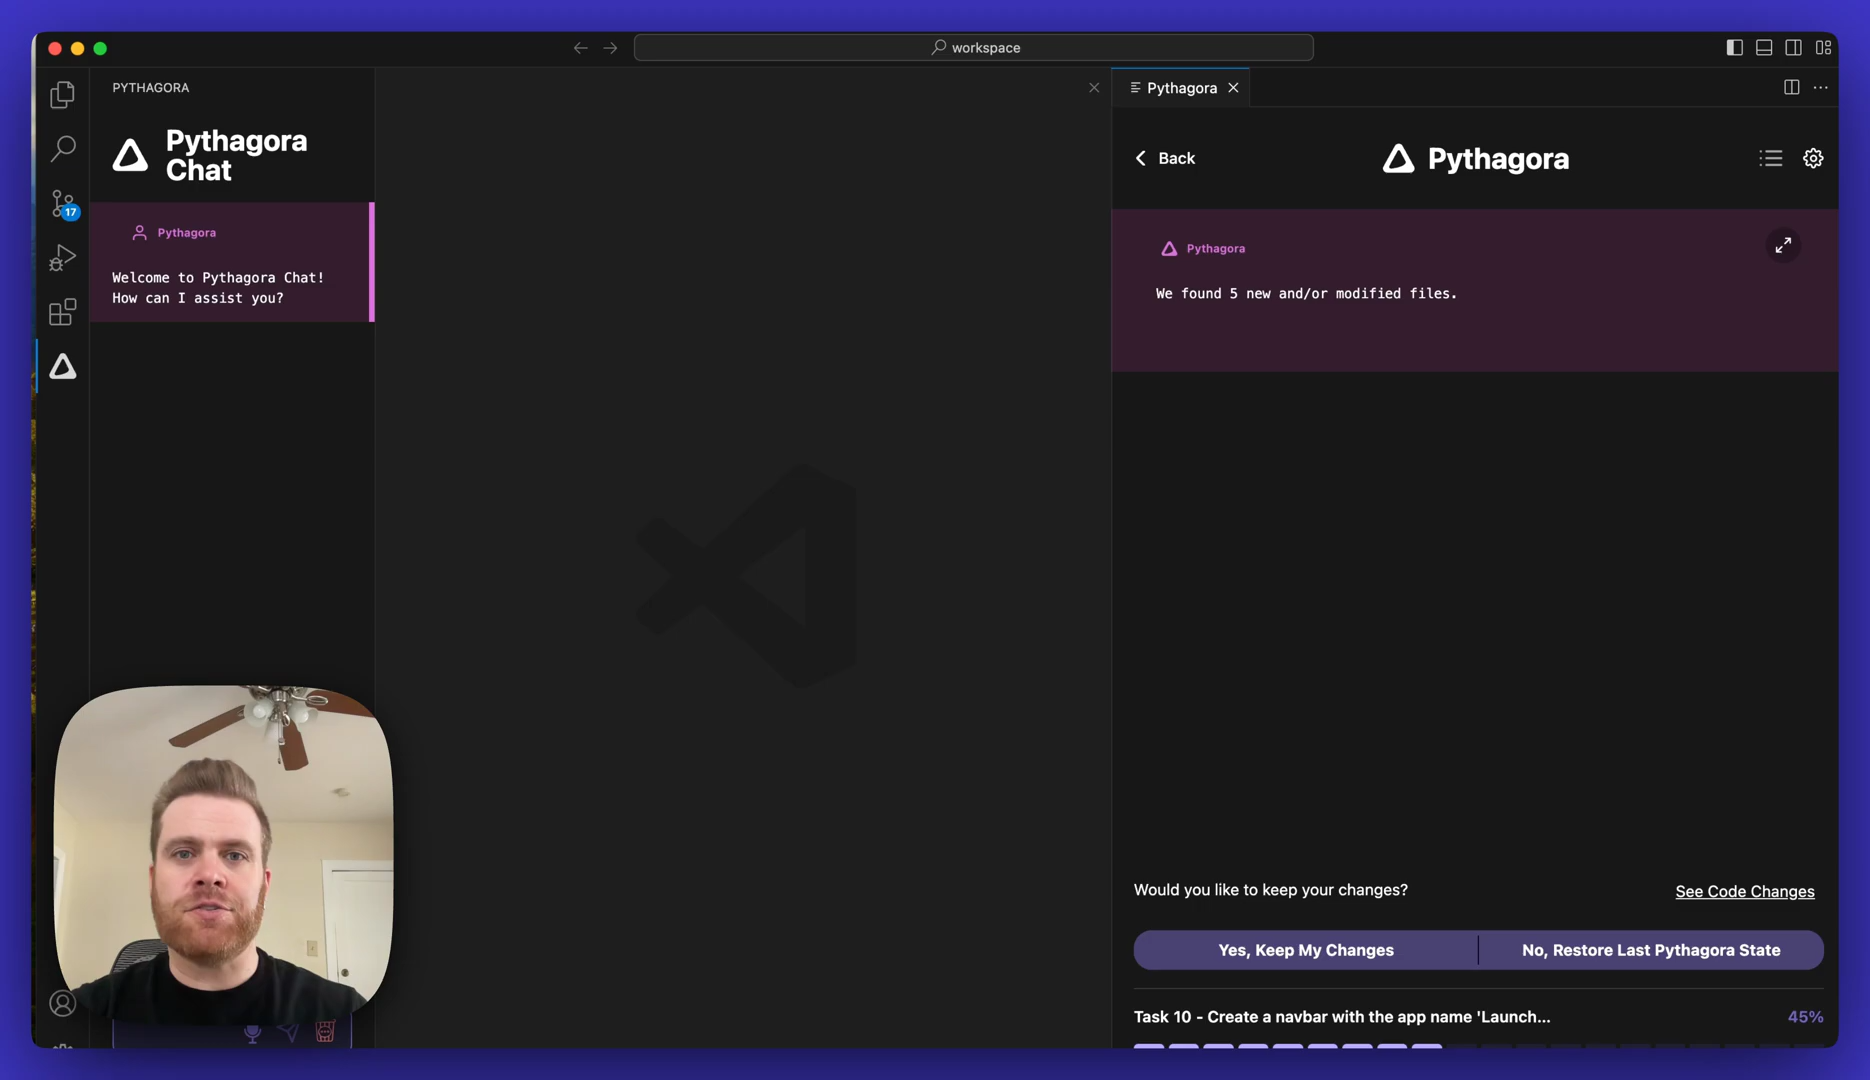 workspace
PYTHAGORA
Pythagora
Chat
17
Pythagora
Welcome to Pythagora Chat!
How can I assist you?
Pythagora
Back
Pythagora
Pythagora
We found 5 new and/or modified files.
Would you like to keep your changes?
See Code Changes
Yes, Keep My Changes
No, Restore Last Pythagora State
Task 10 - Create a navbar with the app name 'Launch...
45%